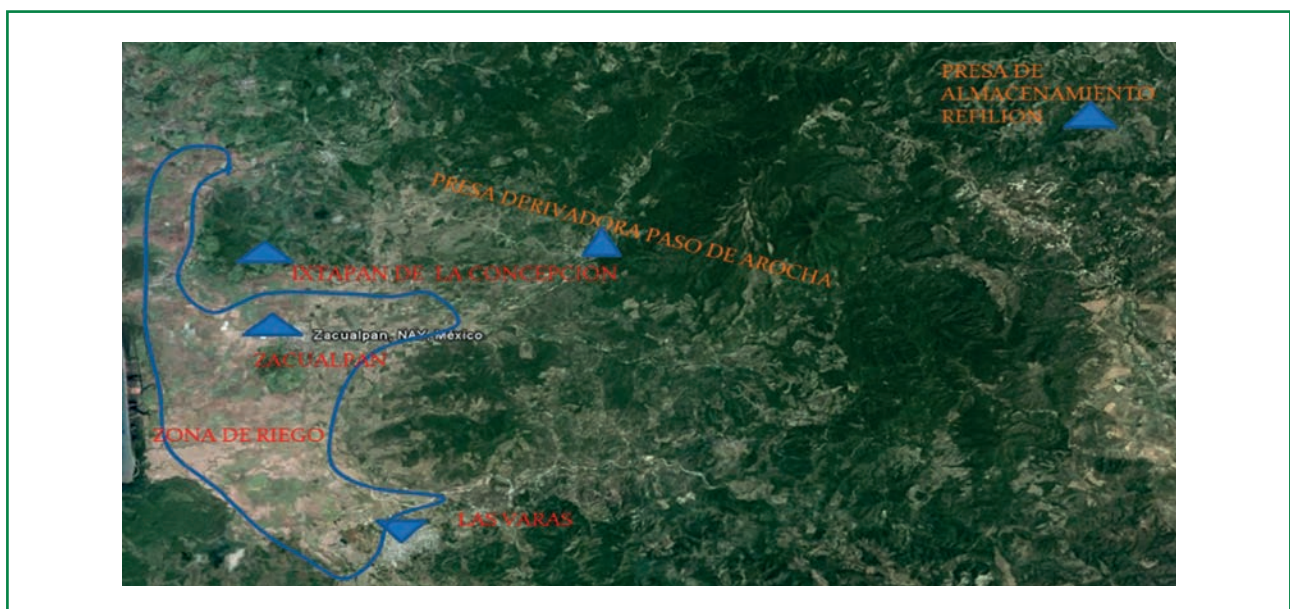 PRESA DE
ALMACENAMIENTO
REFILION
PRESA DERIVADORA PASO DE AROCHA
IXTAPAN DE LA CONCEPCIÓN
Zacualpan, NAY, México
ZACUALPAN
ZONA DE RIEGO
LAS VARAS